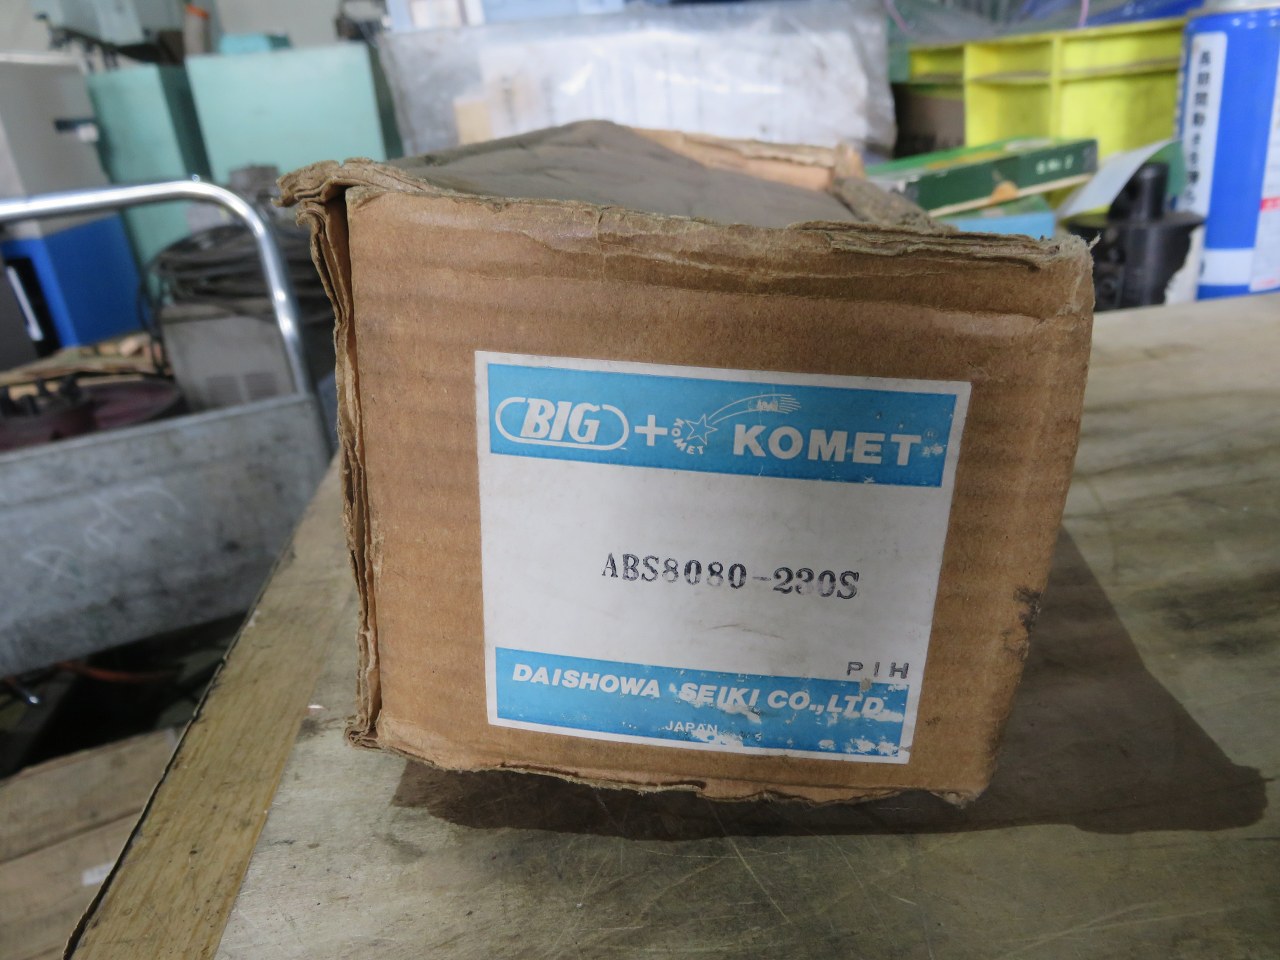 BIG + KOMET KOMET
ABS8080-230S
PIH
DAISHOWA SEIKI CO.,LTD.
JAPAN